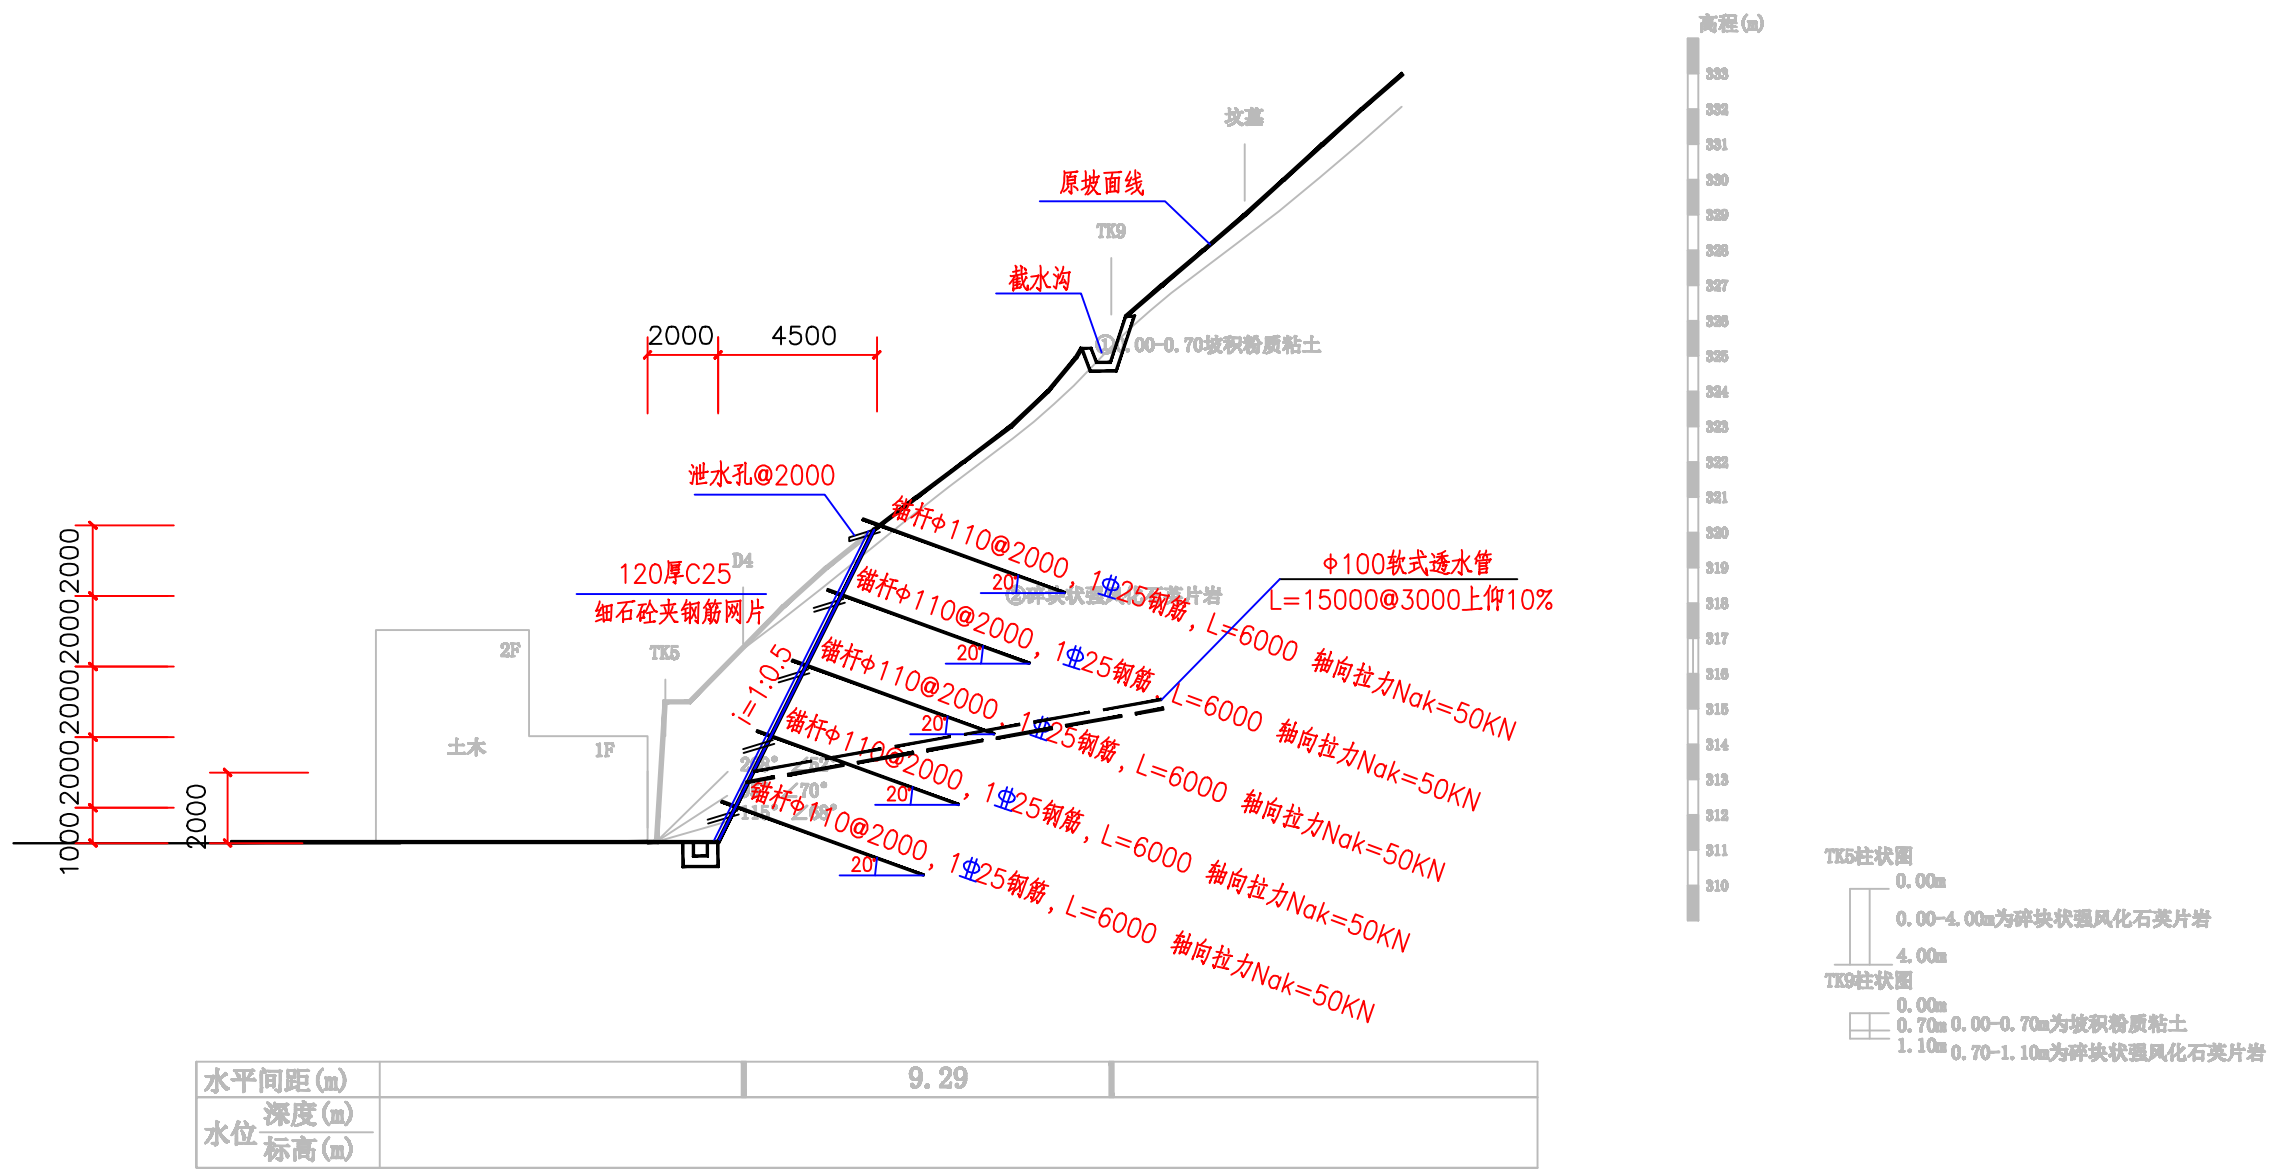 高程(m)
333
332
331
330
329
328
327
326
325
324
323
322
321
320
319
318
317
316
315
314
313
312
311
310
坟墓
原坡面线
TK9
截水沟
2000
4500
0.00-0.70坡积粉质粘土
泄水孔@2000
D4
120厚C25
细石砼夹钢筋网片
TK5
2F
1F
土木
i=1:0.5
锚杆φ110@2000, 1⏀25钢筋, L=6000 轴向拉力Nak=50KN
20°
②碎块状强风化石英片岩
锚杆φ110@2000, 1⏀25钢筋, L=6000 轴向拉力Nak=50KN
20°
锚杆φ110@2000, 1⏀25钢筋, L=6000 轴向拉力Nak=50KN
20°
锚杆φ110@2000, 1⏀25钢筋, L=6000 轴向拉力Nak=50KN
20°
锚杆φ110@2000, 1⏀25钢筋, L=6000 轴向拉力Nak=50KN
20°
φ100软式透水管
L=15000@3000上仰10%
∠70°
2000
2000
2000
2000
1000
2000
TK5柱状图
0.00m
0.00-4.00m为碎块状强风化石英片岩
4.00m
TK9柱状图
0.00m
0.70m 0.00-0.70m为坡积粉质粘土
1.10m 0.70-1.10m为碎块状强风化石英片岩
水平间距(m)
9.29
水位
深度(m)
标高(m)